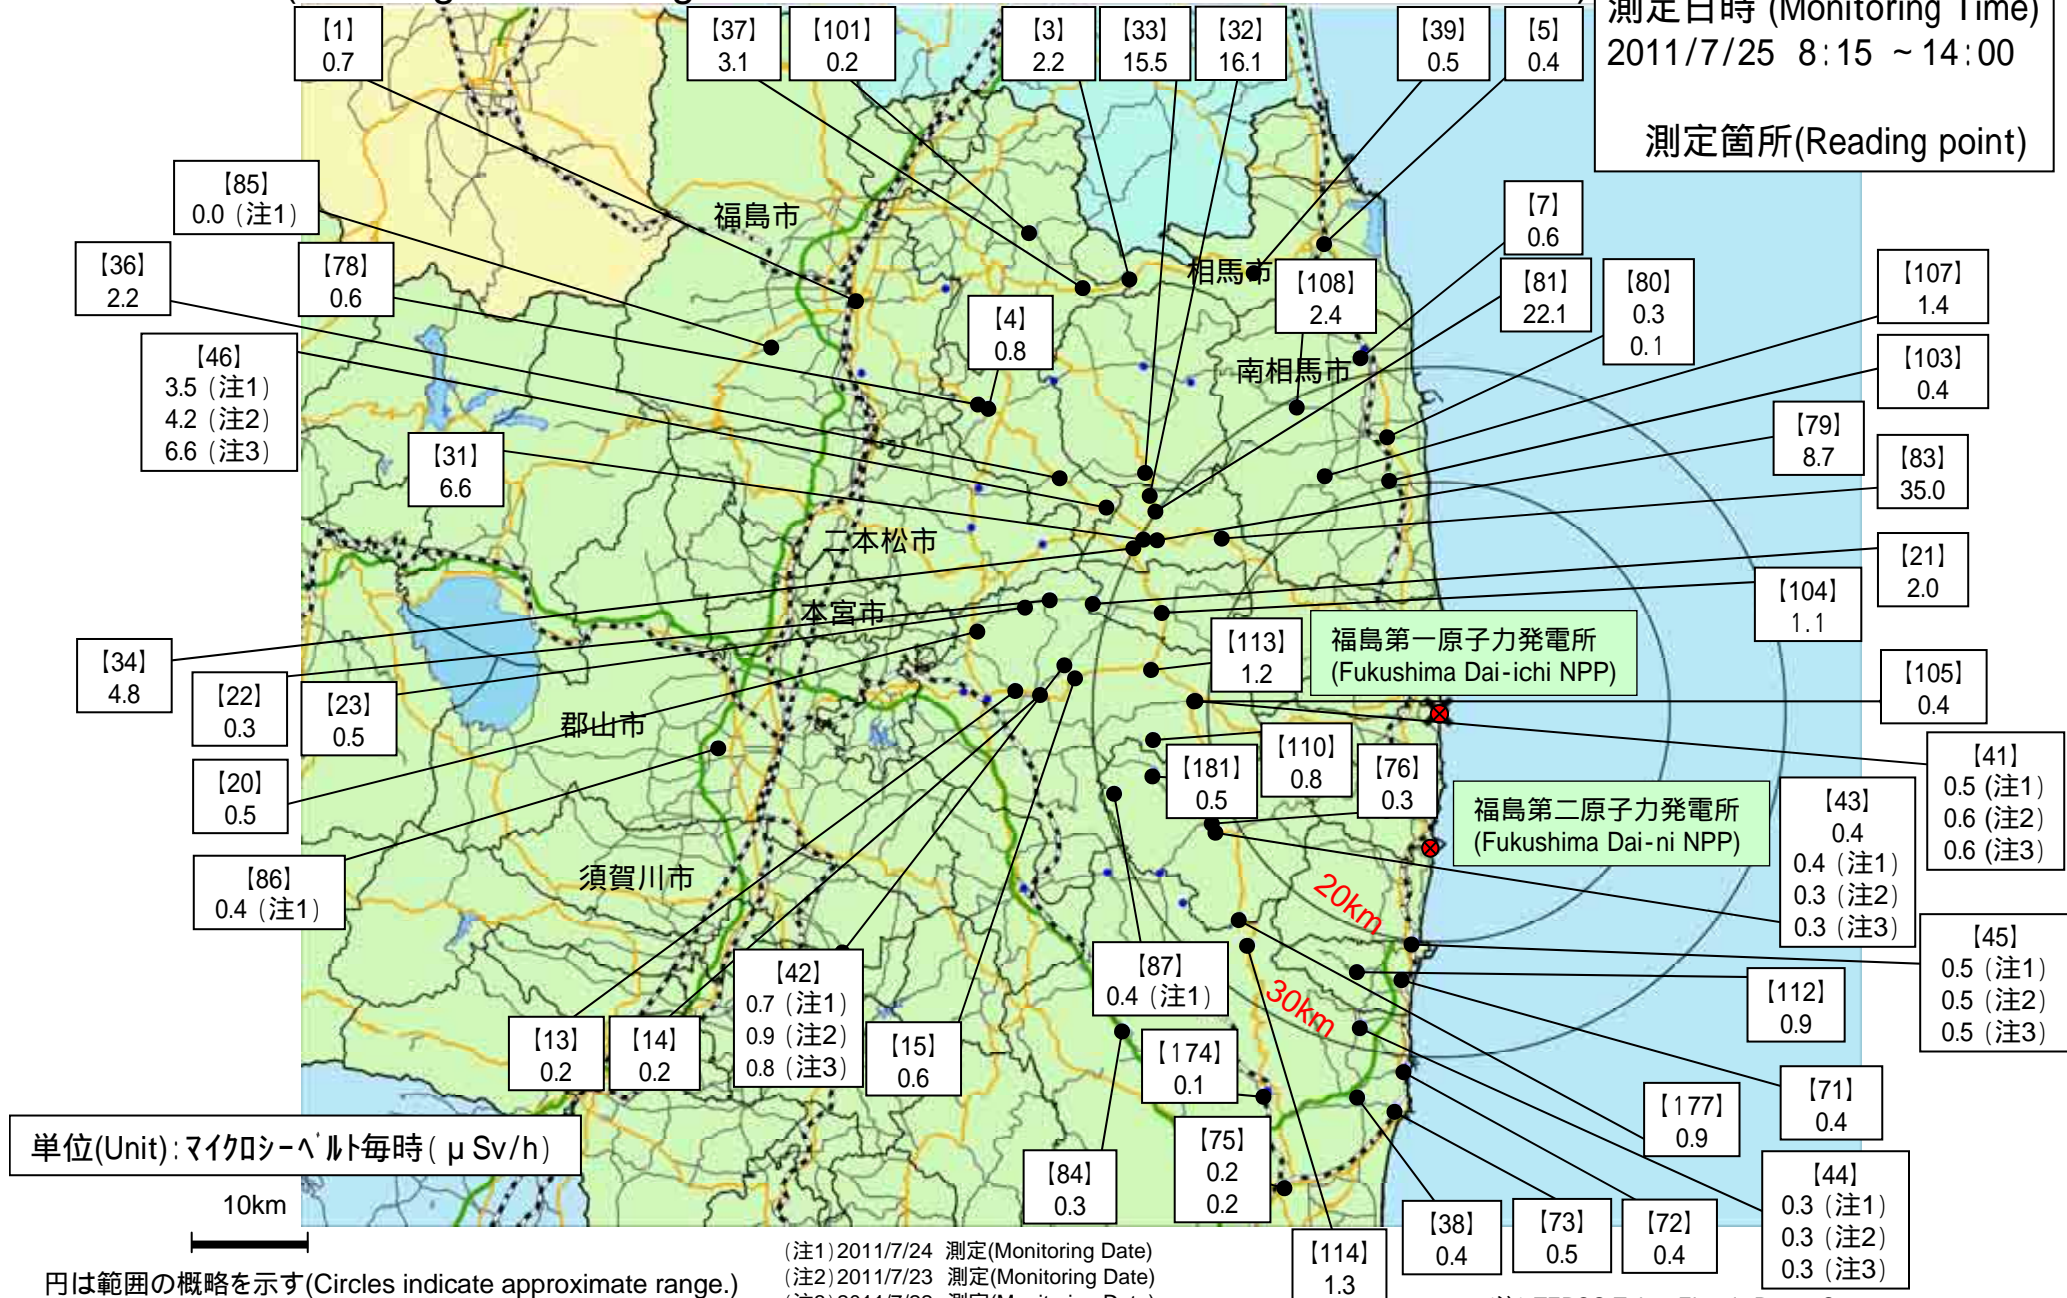 測定日時 (Monitoring Time)
2011/7/25 8:15 ～14:00
測定箇所(Reading point)
【1】
0.7
【37】
3.1
【101】
0.2
【3】
2.2
【33】
15.5
【32】
16.1
【39】
0.5
【5】
0.4
【85】
0.0 (注1)
福島市
【7】
0.6
【36】
2.2
【78】
0.6
【4】
0.8
相馬市
【108】
2.4
【81】
22.1
【80】
0.3
0.1
【107】
1.4
【46】
3.5 (注1)
4.2 (注2)
6.6 (注3)
南相馬市
【103】
0.4
【31】
6.6
【79】
8.7
【83】
35.0
二本松市
【21】
2.0
本宮市
【104】
1.1
【34】
4.8
【22】
0.3
【23】
0.5
郡山市
【113】
1.2
福島第一原子力発電所
(Fukushima Dai-ichi NPP)
【105】
0.4
【20】
0.5
【110】
0.8
【181】
0.5
【76】
0.3
【41】
0.5 (注1)
0.6 (注2)
0.6 (注3)
福島第二原子力発電所
(Fukushima Dai-ni NPP)
【43】
0.4
0.4 (注1)
0.3 (注2)
0.3 (注3)
【86】
0.4 (注1)
須賀川市
20km
【45】
0.5 (注1)
0.5 (注2)
0.5 (注3)
【42】
0.7 (注1)
0.9 (注2)
0.8 (注3)
【87】
0.4 (注1)
30km
【112】
0.9
【13】
0.2
【14】
0.2
【15】
0.6
【174】
0.1
【71】
0.4
【177】
0.9
単位(Unit):マイクロシーベルト毎時(μSv/h)
【84】
0.3
【75】
0.2
0.2
【44】
0.3 (注1)
0.3 (注2)
0.3 (注3)
【38】
0.4
【73】
0.5
【72】
0.4
【114】
1.3
10km
円は範囲の概略を示す(Circles indicate approximate range.)
(注1)2011/7/24 測定(Monitoring Date)
(注2)2011/7/23 測定(Monitoring Date)